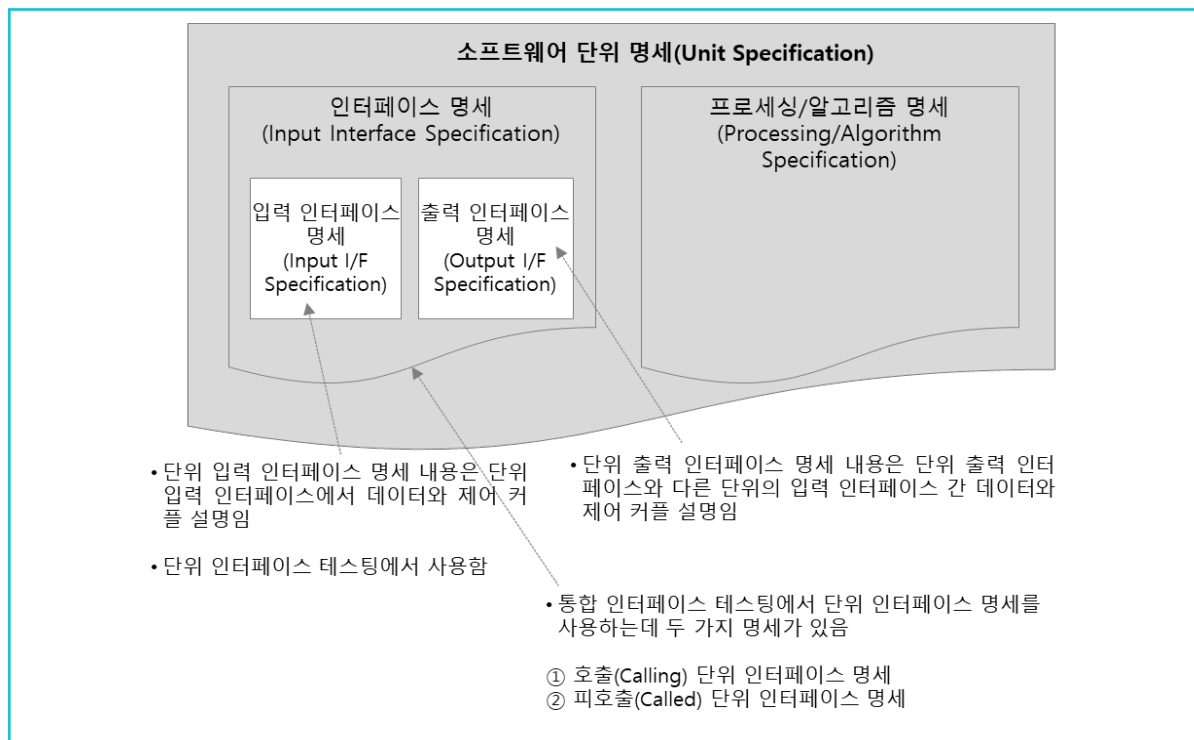 소프트웨어 단위 명세(Unit Specification)
인터페이스 명세
(Input Interface Specification)
프로세싱/알고리즘 명세
(Processing/Algorithm
Specification)
입력 인터페이스
명세
(Input I/F
Specification)
출력 인터페이스
명세
(Output I/F
Specification)
• 단위 입력 인터페이스 명세 내용은 단위
입력 인터페이스에서 데이터와 제어 커
플 설명임
• 단위 인터페이스 테스팅에서 사용함
• 단위 출력 인터페이스 명세 내용은 단위 출력 인터
페이스와 다른 단위의 입력 인터페이스 간 데이터와
제어 커플 설명임
• 통합 인터페이스 테스팅에서 단위 인터페이스 명세를
사용하는데 두 가지 명세가 있음
① 호출(Calling) 단위 인터페이스 명세
② 피호출(Called) 단위 인터페이스 명세